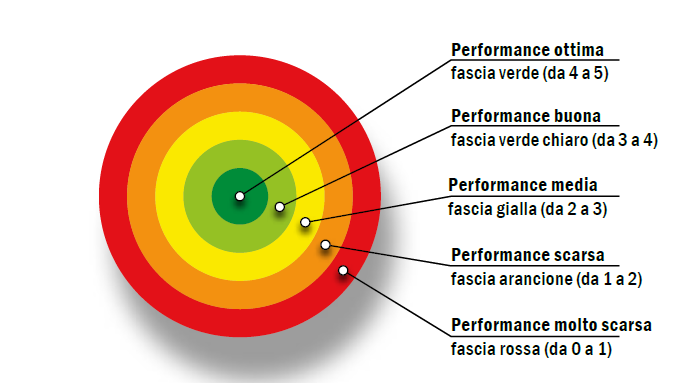 Performance ottima
fascia verde (da 4 a 5)
Performance buona
fascia verde chiaro (da 3 a 4)
Performance media
fascia gialla (da 2 a 3)
Performance scarsa
fascia arancione (da 1 a 2)
Performance molto scarsa
fascia rossa (da 0 a 1)